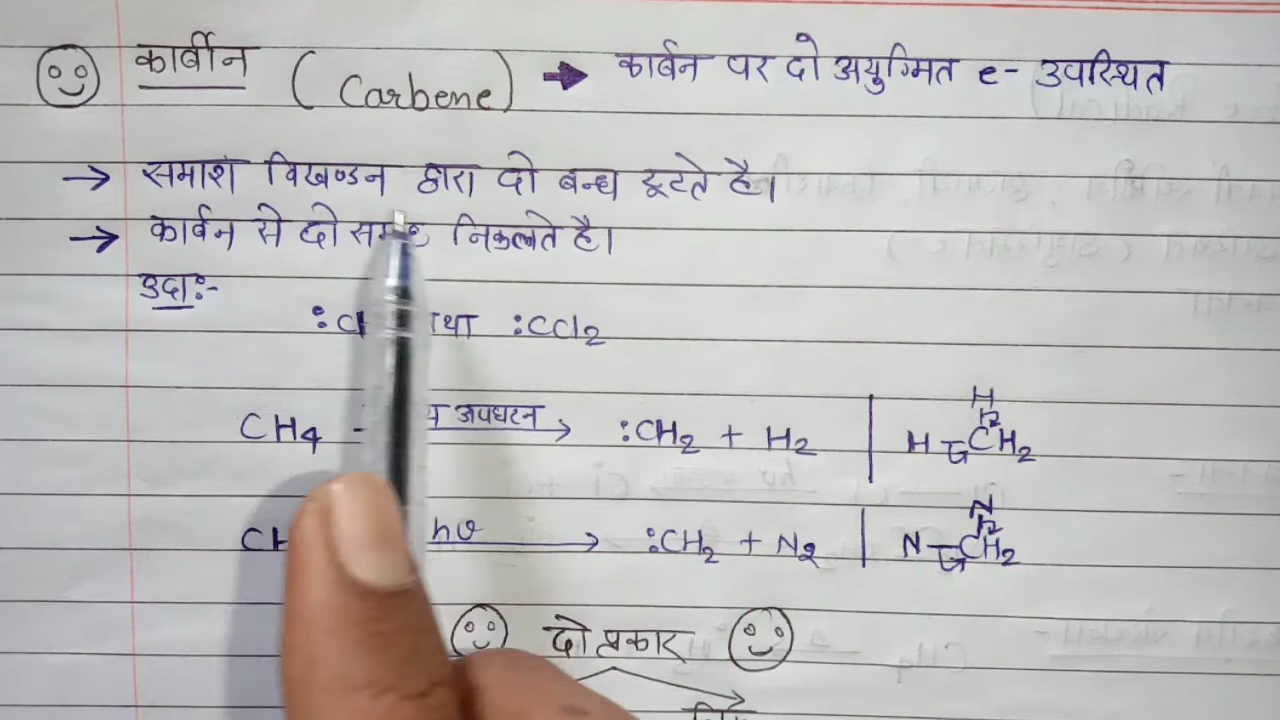 कार्बीन (Carbene) → कार्बन पर दो अयुग्मित e- उपस्थित
→ समाश विखण्डन द्वारा दो बन्ध टूटते है।
→ कार्बन से दो निकलते है।
उदाः-
:CCl2
CH4 अपघटन → :CH2 + H2 | H CH2 H
hν → :CH2 + N2 | N CH2 N
दो प्रकार